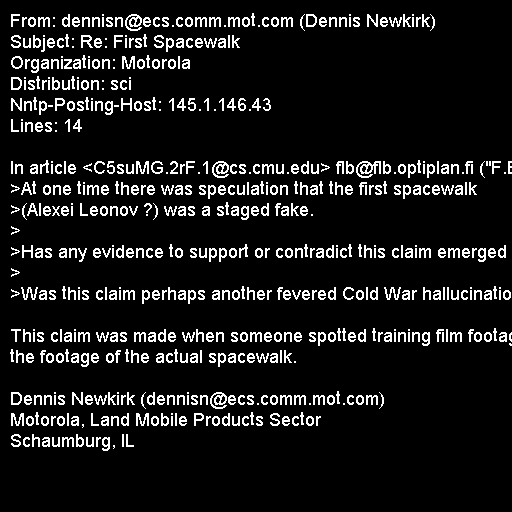 From: dennisn@ecs.comm.mot.com (Dennis Newkirk)
Subject: Re: First Spacewalk
Organization: Motorola
Distribution: sci
Nntp-Posting-Host: 145.1.146.43
Lines: 14

In article <C5suMG.2rF.1@cs.cmu.edu> flb@flb.optiplan.fi ("F.
>At one time there was speculation that the first spacewalk
>(Alexei Leonov ?) was a staged fake.
>
>Has any evidence to support or contradict this claim emerged
>
>Was this claim perhaps another fevered Cold War

This claim was made when someone spotted training film
the footage of the actual spacewalk.

Dennis Newkirk (dennisn@ecs.comm.mot.com)
Motorola, Land Mobile Products Sector
Schaumburg, IL